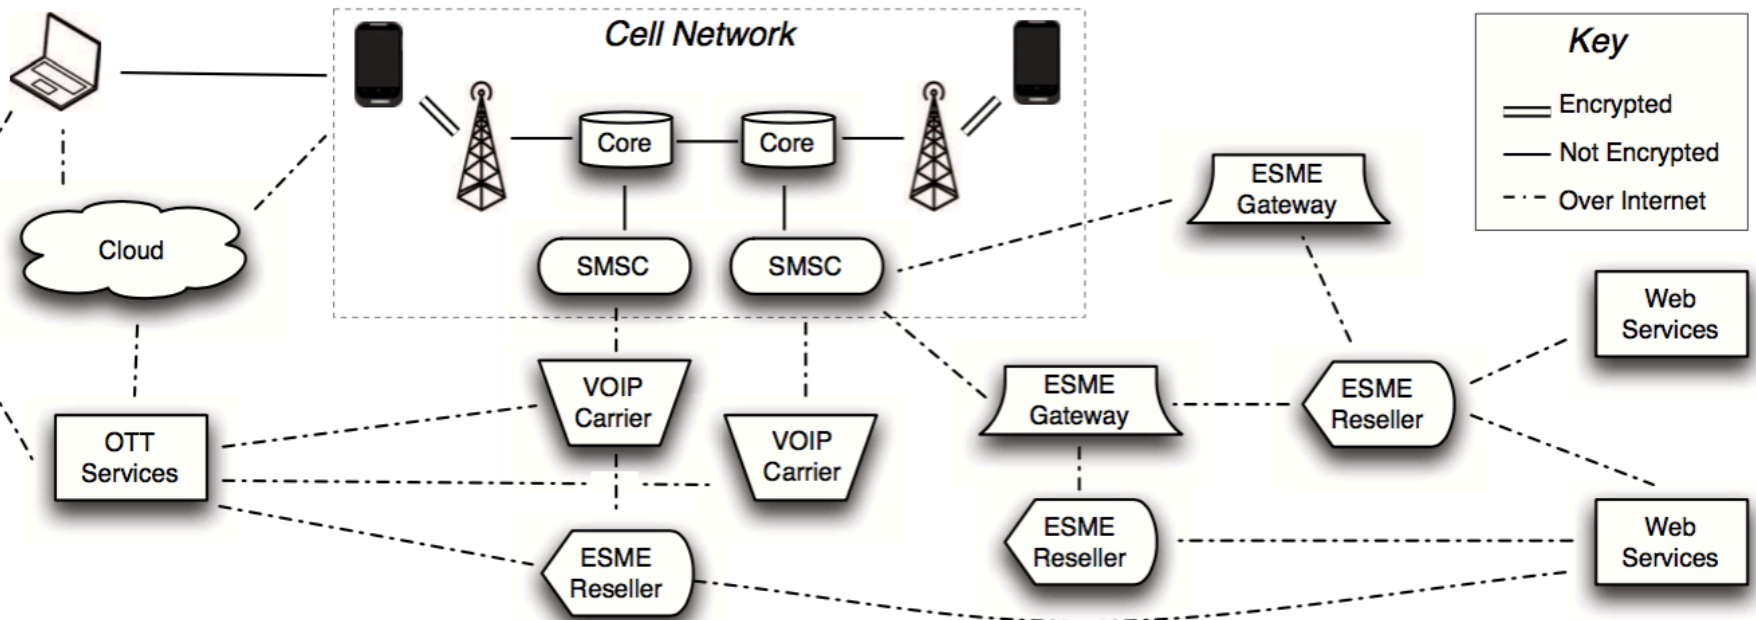 Cell Network
Key
Encrypted
Not Encrypted
Over Internet
Core
Core
ESME
Gateway
Cloud
SMSC
SMSC
Web
Services
VOIP
Carrier
ESME
Gateway
ESME
Reseller
OTT
Services
VOIP
Carrier
ESME
Reseller
ESME
Reseller
Web
Services